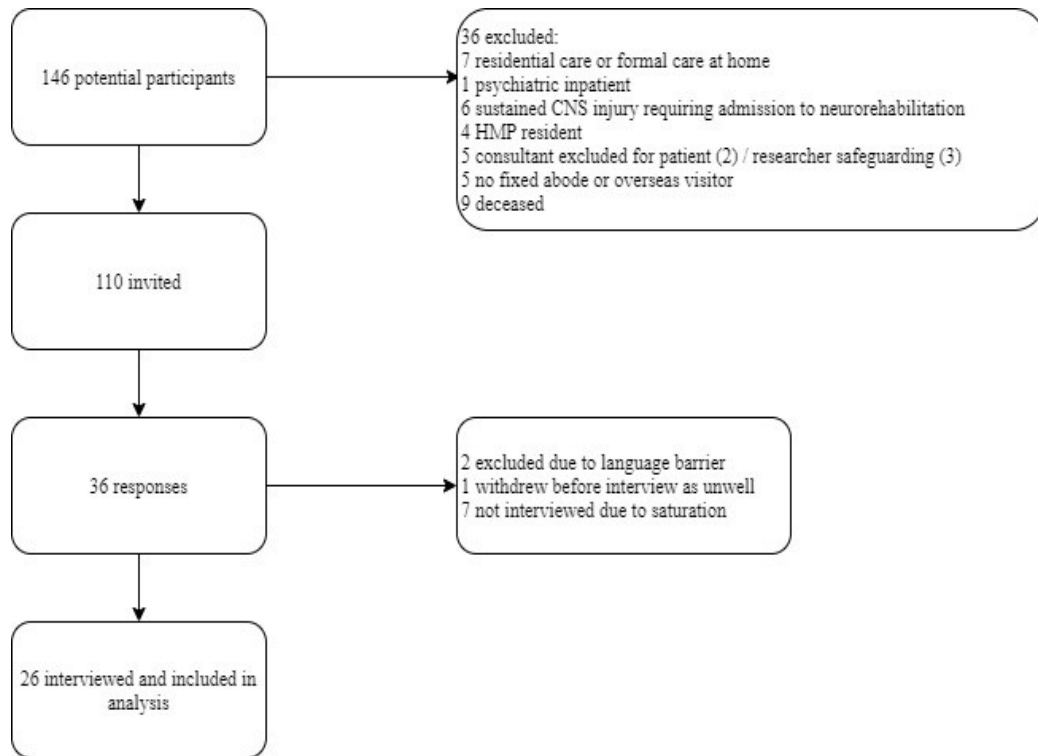 146 potential participants
36 excluded:
7 residential care or formal care at home
1 psychiatric inpatient
6 sustained CNS injury requiring admission to neurorehabilitation
4 HMP resident
5 consultant excluded for patient (2) / researcher safeguarding (3)
5 no fixed abode or overseas visitor
9 deceased
110 invited
36 responses
2 excluded due to language barrier
1 withdrew before interview as unwell
7 not interviewed due to saturation
26 interviewed and included in
analysis